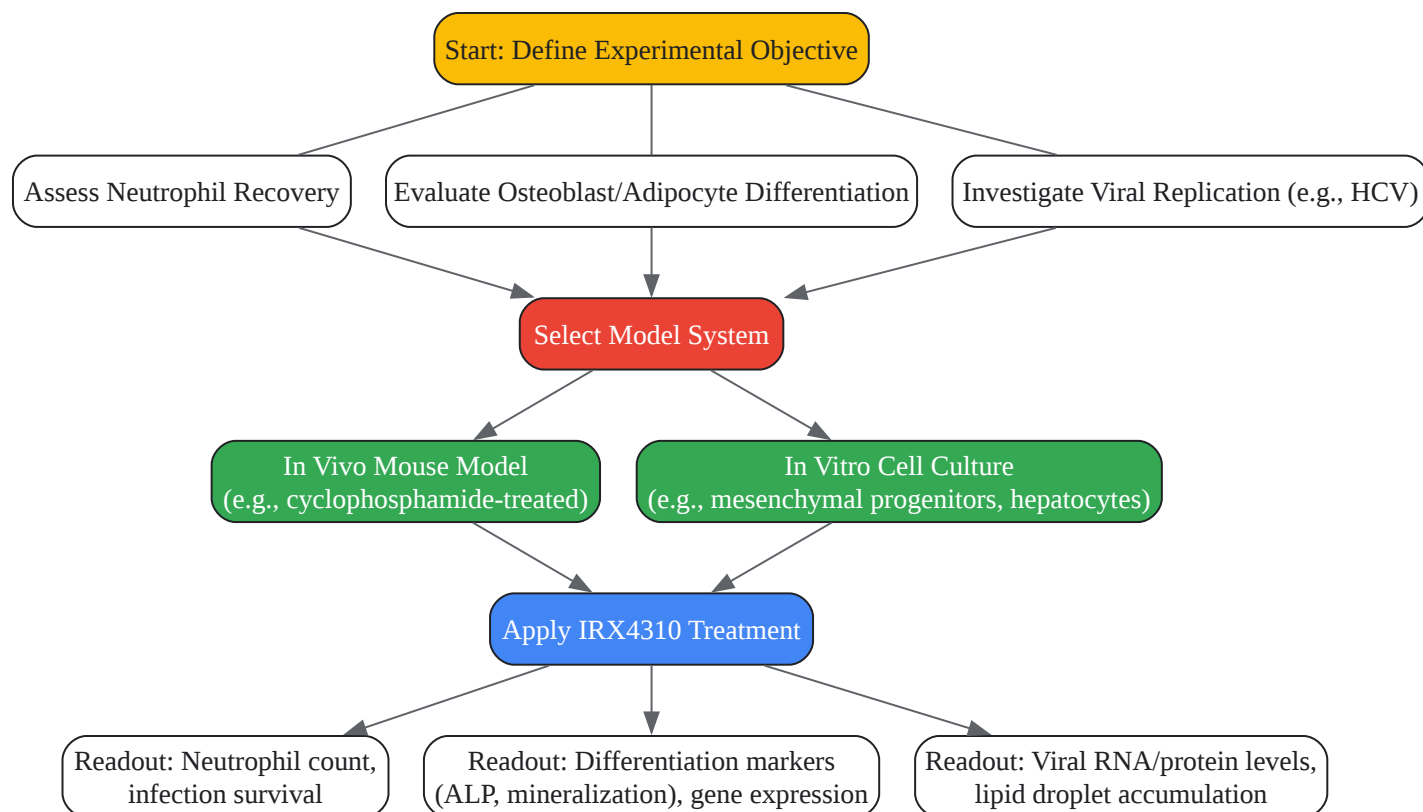 Start: Define Experimental Objective
Assess Neutrophil Recovery
Evaluate Osteoblast/Adipocyte Differentiation
Investigate Viral Replication (e.g., HCV)
Select Model System
In Vivo Mouse Model
(e.g., cyclophosphamide-treated)
In Vitro Cell Culture
(e.g., mesenchymal progenitors, hepatocytes)
Apply IRX4310 Treatment
Readout: Neutrophil count,
infection survival
Readout: Differentiation markers
(ALP, mineralization), gene expression
Readout: Viral RNA/protein levels,
lipid droplet accumulation